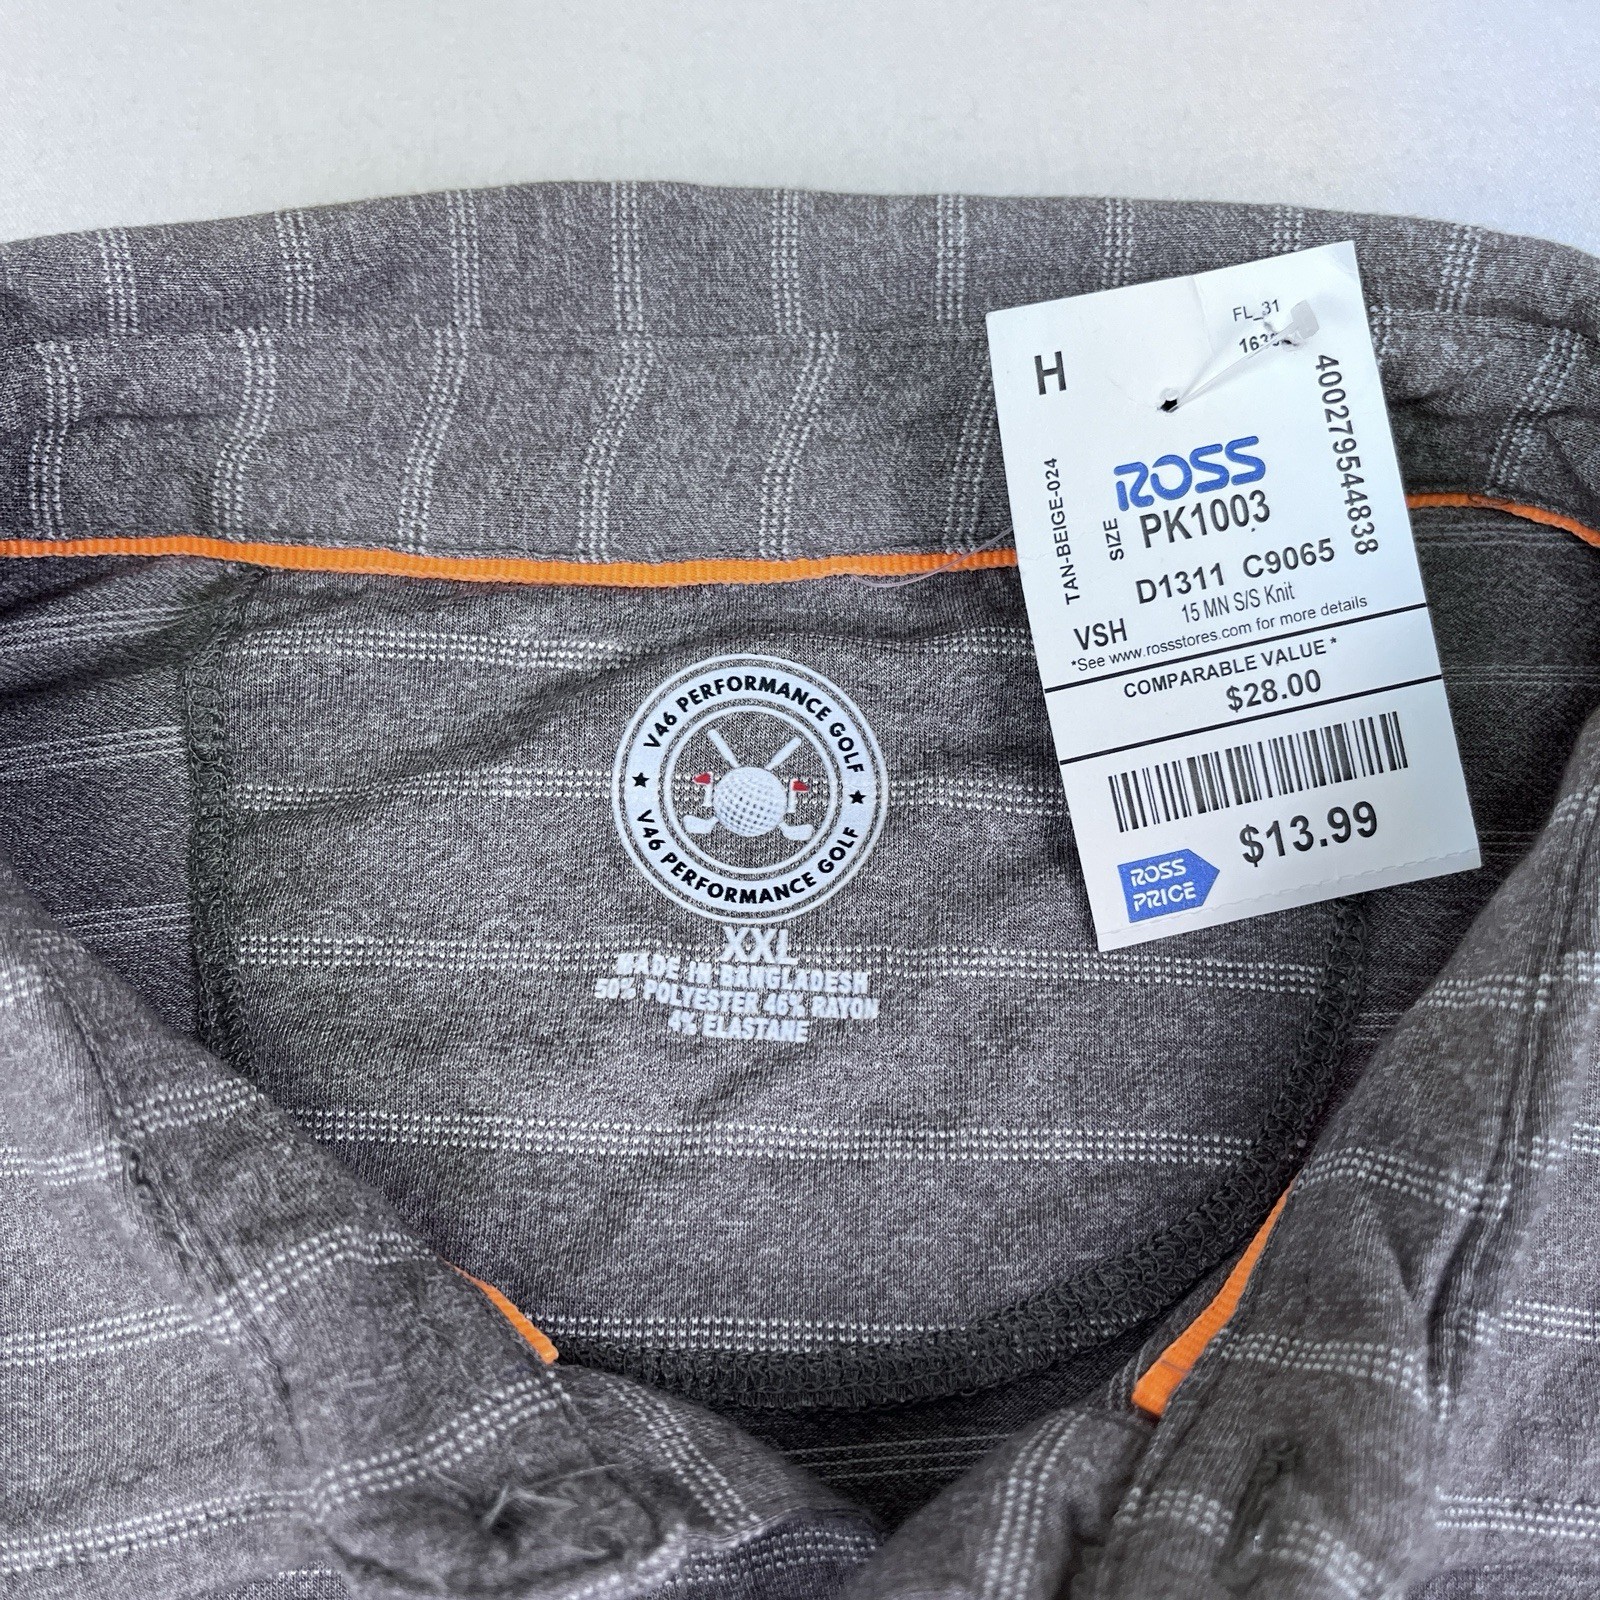 V46 PERFORMANCE GOLF
V46 PERFORMANCE GOLF
XXL
MADE IN BANGLADESH
50% POLYESTER 46% RAYON
4% ELASTANE
FL_31
H
400279544838
TAN-BEIGE-024
SIZE
ROSS
PK1003
D1311 C9065
VSH
15 MN S/S Knit
*See www.rossstores.com for more details
COMPARABLE VALUE*
$28.00
$13.99
ROSS
PRICE